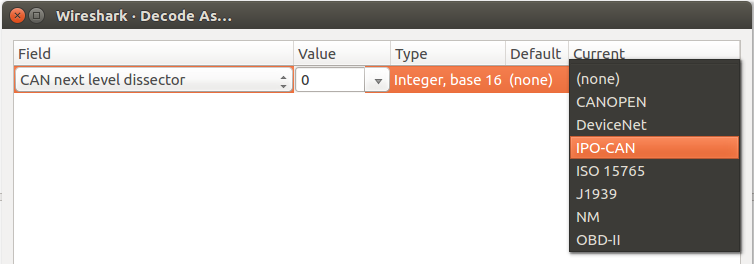 Wireshark · Decode As...
Field Value Type Default Current
CAN next level dissector 0 Integer, base 16 (none)
(none)
CANOPEN
DeviceNet
IPO-CAN
ISO 15765
J1939
NM
OBD-II